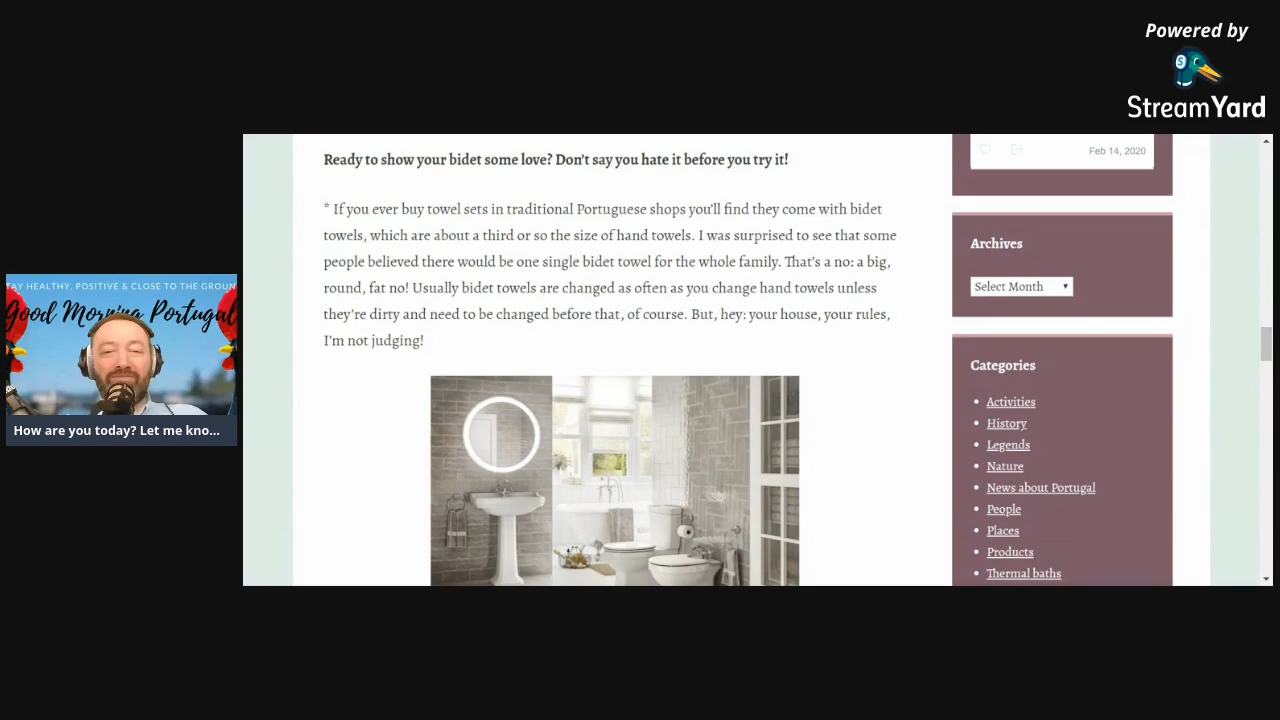 Powered by
StreamYard
Ready to show your bidet some love? Don't say you hate it before you try it!
* If you ever buy towel sets in traditional Portuguese shops you'll find they come with bidet
towels, which are about a third or so the size of hand towels. I was surprised to see that some
people believed there would be one single bidet towel for the whole family. That's a no: a big,
round, fat no! Usually bidet towels are changed as often as you change hand towels unless
they're dirty and need to be changed before that, of course. But, hey: your house, your rules,
I'm not judging!
Feb 14, 2020
Archives
Select Month
Categories
• Activities
• History
• Legends
• Nature
• News about Portugal
• People
• Places
• Products
• Thermal baths
TAY HEALTHY, POSITIVE & CLOSE TO THE GROUN
Good Morning Portugal
How are you today? Let me kno...